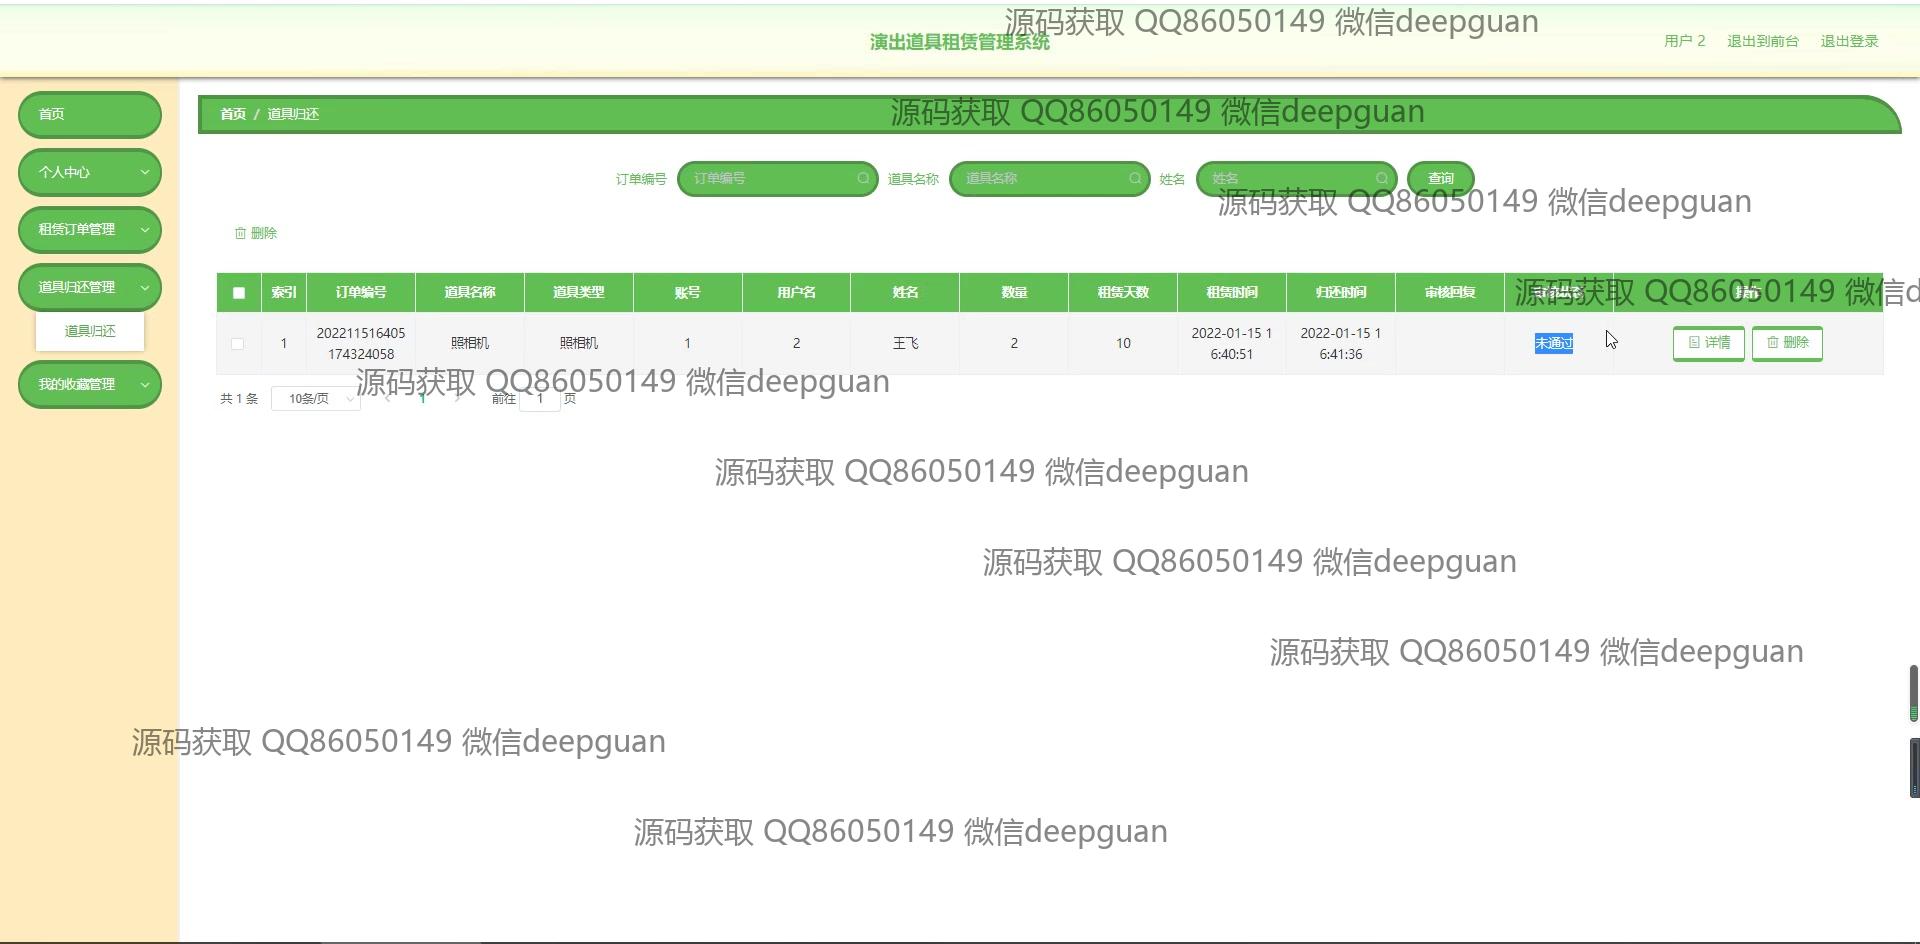 源码获取 QQ86050149 微信deepguan
演出道具租赁管理系统
用户 2
退出到前台
退出登录
首页
个人中心
租赁订单管理
道具归还管理
道具归还
我的收藏管理
首页 / 道具归还
源码获取 QQ86050149 微信deepguan
订单编号 订单编号 道具名称 道具名称 姓名 姓名 查询
源码获取 QQ86050149 微信deepguan
删除
索引 订单编号 道具名称 道具类型 账号 用户名 姓名 数量 租赁天数 租赁时间 归还时间 审核回复 审核状态 操作
源码获取 QQ86050149 微信d
1 202211516405 照相机 照相机 1 2 王飞 2 10 2022-01-15 1 2022-01-15 1 未通过 详情 删除
174324058 6:40:51 6:41:36
源码获取 QQ86050149 微信deepguan
共 1 条 10条/页 1 前往 1 页
源码获取 QQ86050149 微信deepguan
源码获取 QQ86050149 微信deepguan
源码获取 QQ86050149 微信deepguan
源码获取 QQ86050149 微信deepguan
源码获取 QQ86050149 微信deepguan